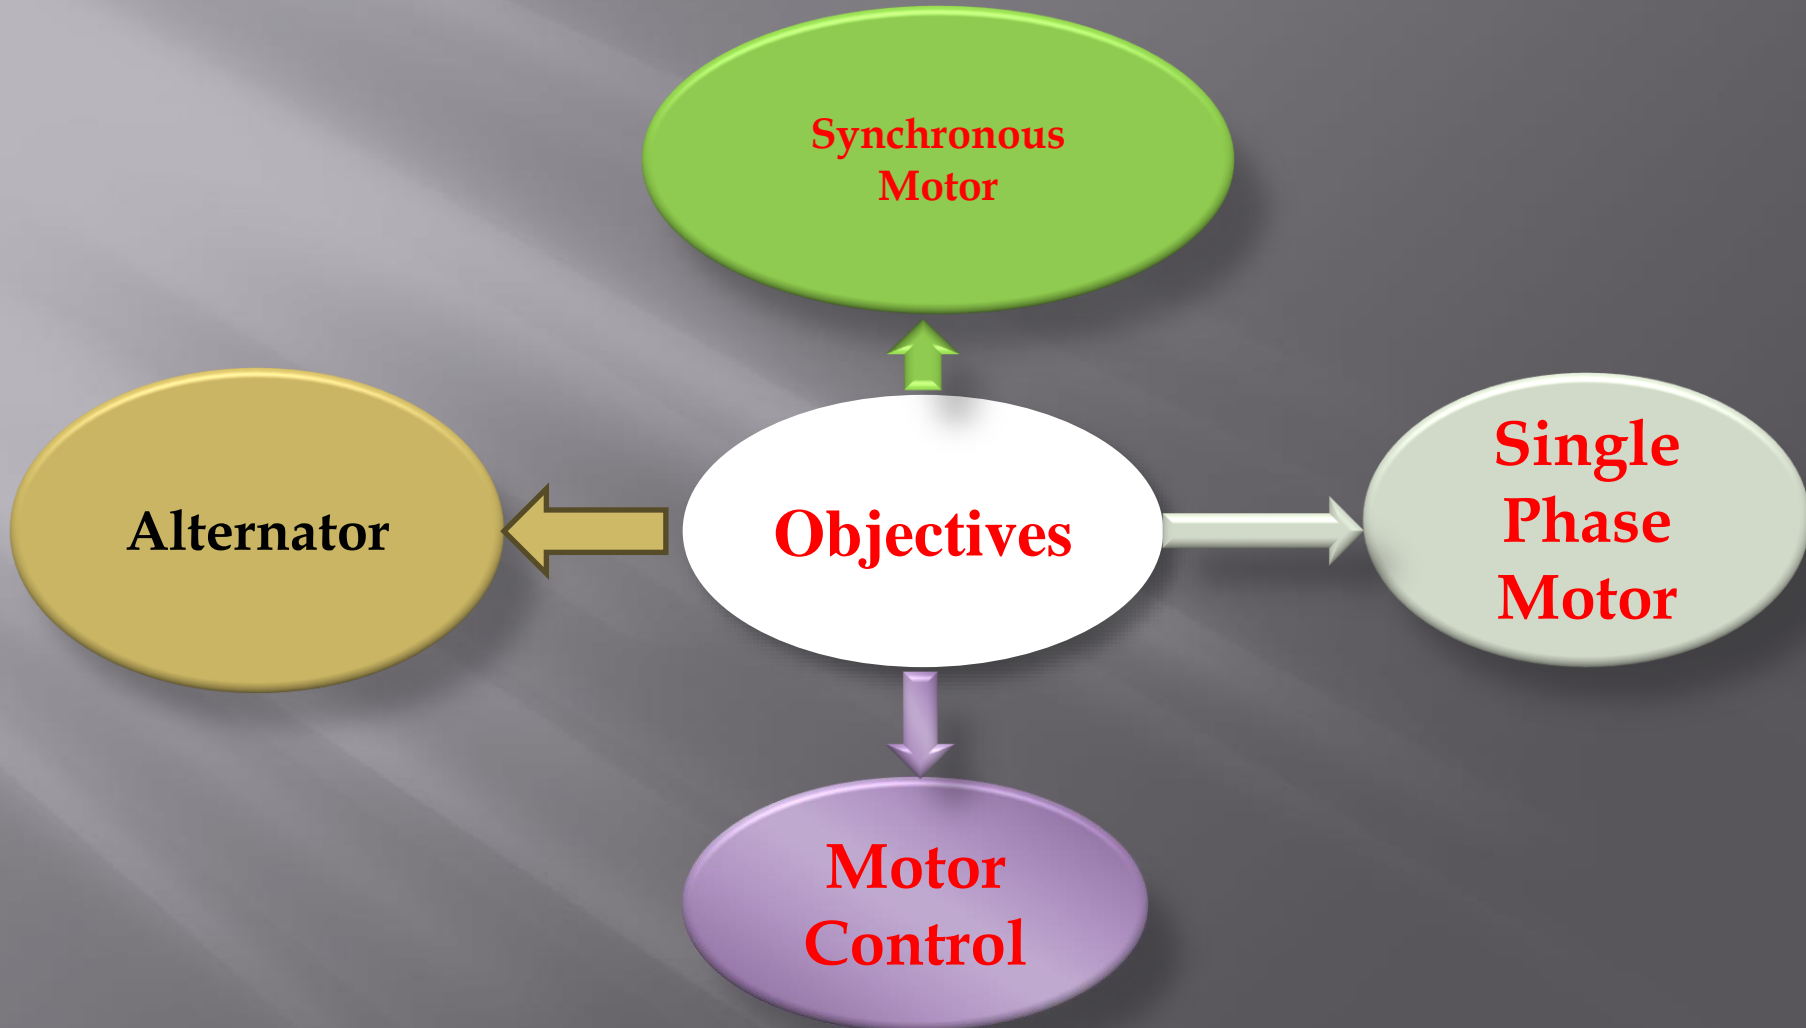 Synchronous
Motor
Alternator
Objectives
Single
Phase
Motor
Motor
Control